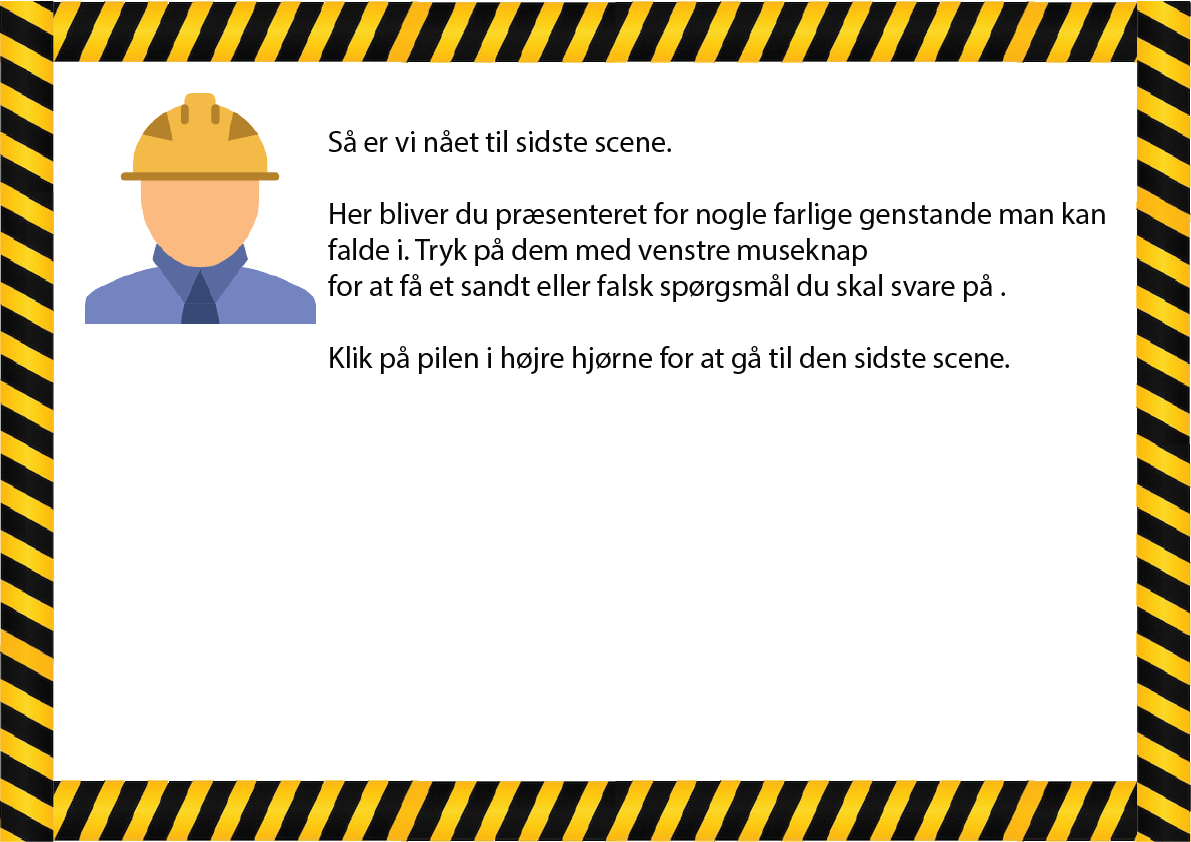 Så er vi nået til sidste scene.
Her bliver du præsenteret for nogle farlige genstande man kan
falde i. Tryk på dem med venstre museknap
for at få et sandt eller falsk spørgsmål du skal svare på .
Klik på pilen i højre hjørne for at gå til den sidste scene.